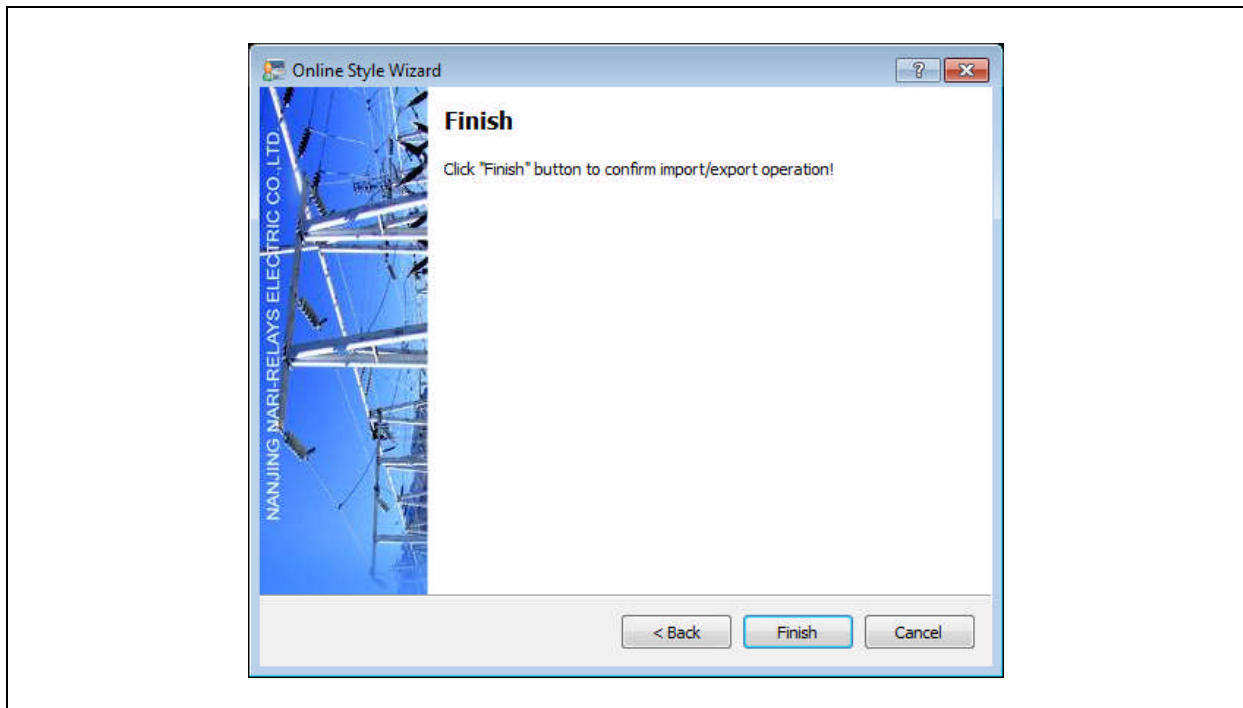 Online Style Wizard
NANJING NARI-RELAYS ELECTRIC CO.,LTD.
Finish
Click "Finish" button to confirm import/export operation!
< Back
Finish
Cancel